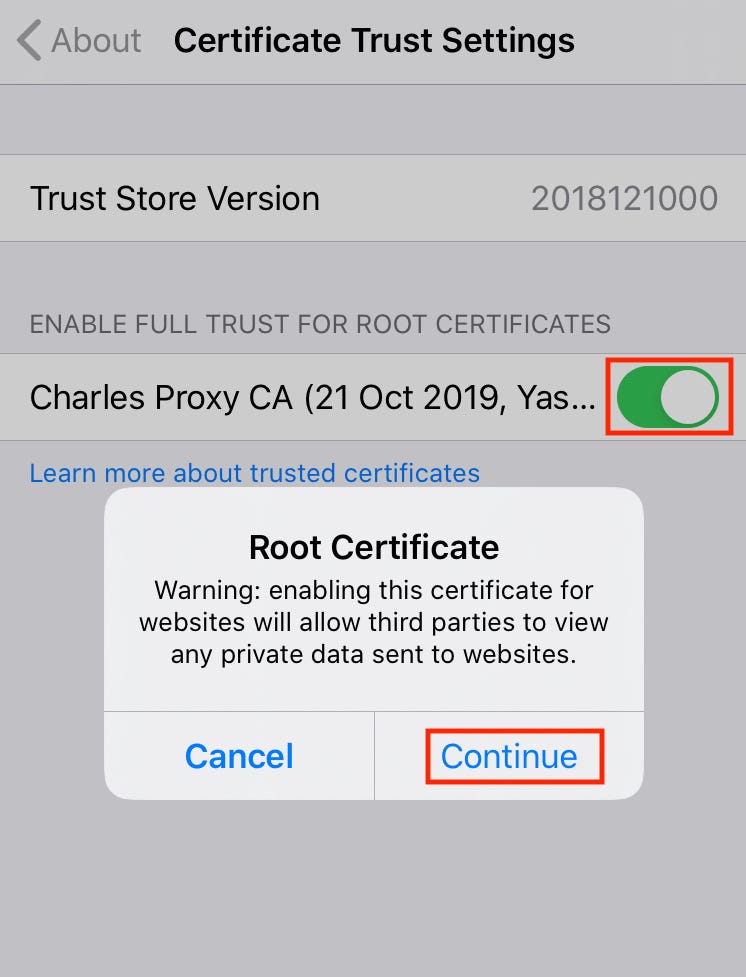 About Certificate Trust Settings
Trust Store Version 2018121000
ENABLE FULL TRUST FOR ROOT CERTIFICATES
Charles Proxy CA (21 Oct 2019, Yas...
Learn more about trusted certificates
Root Certificate
Warning: enabling this certificate for
websites will allow third parties to view
any private data sent to websites.
Cancel Continue